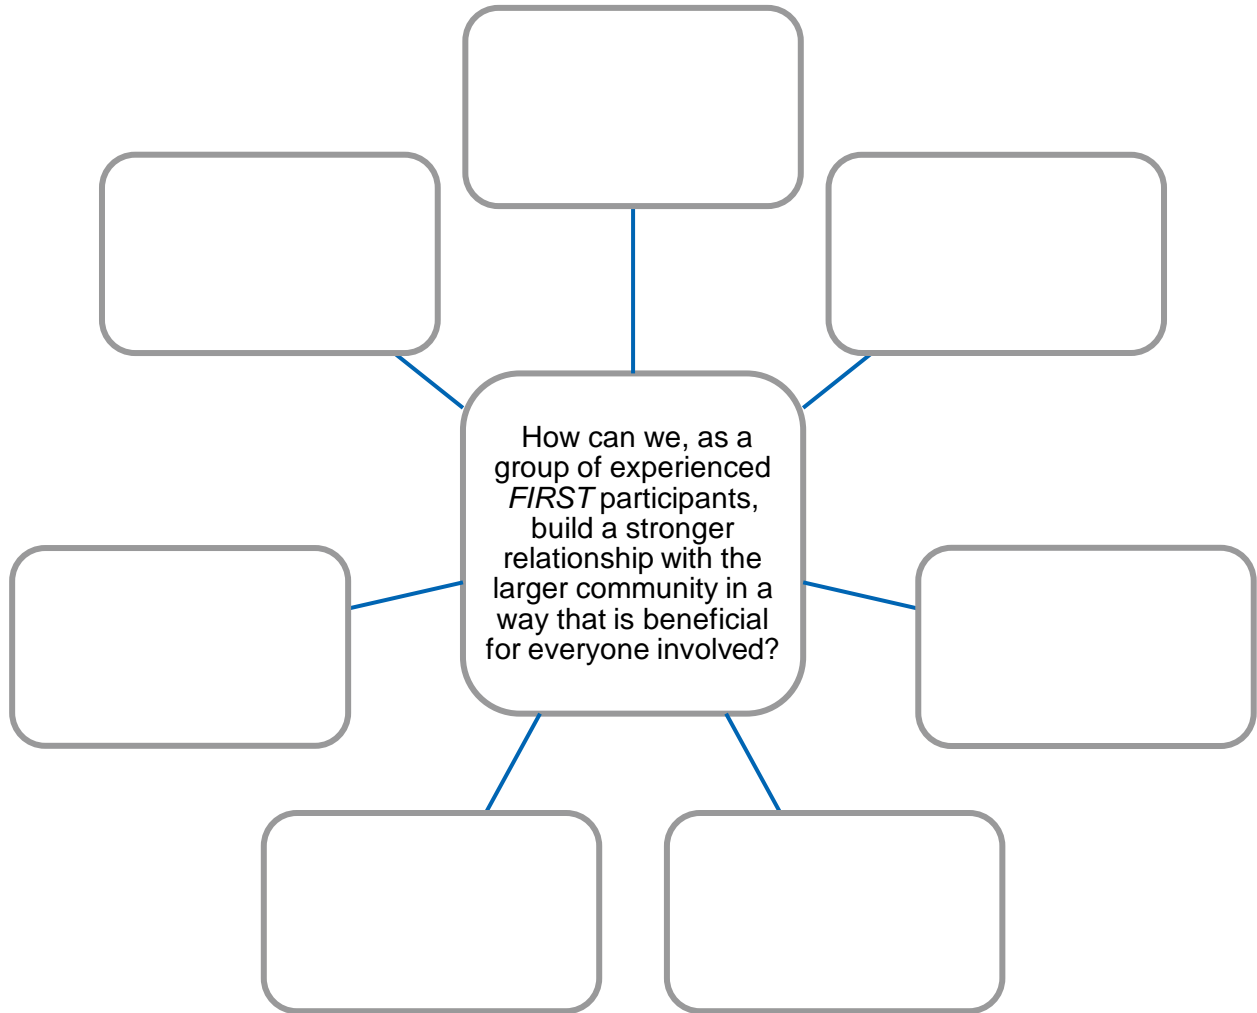 How can we, as a
group of experienced
FIRST participants,
build a stronger
relationship with the
larger community in a
way that is beneficial
for everyone involved?